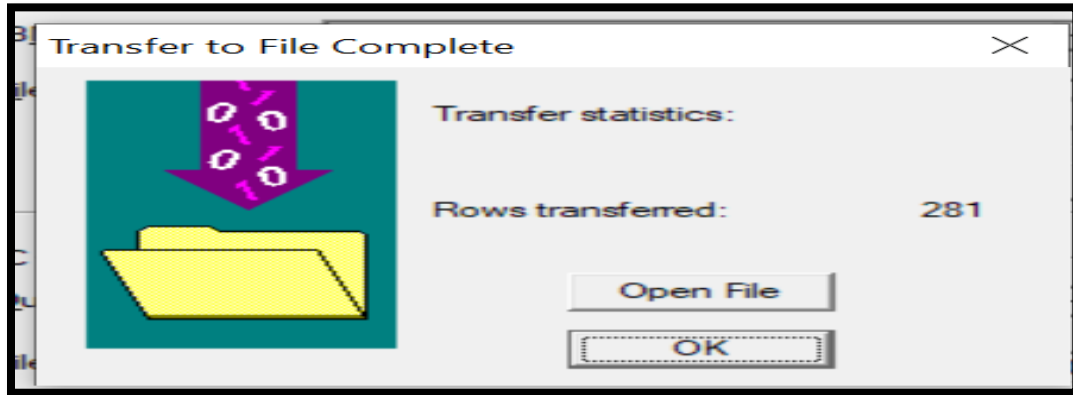 Transfer to File Complete
Transfer statistics:
Rows transferred: 281
Open File
OK